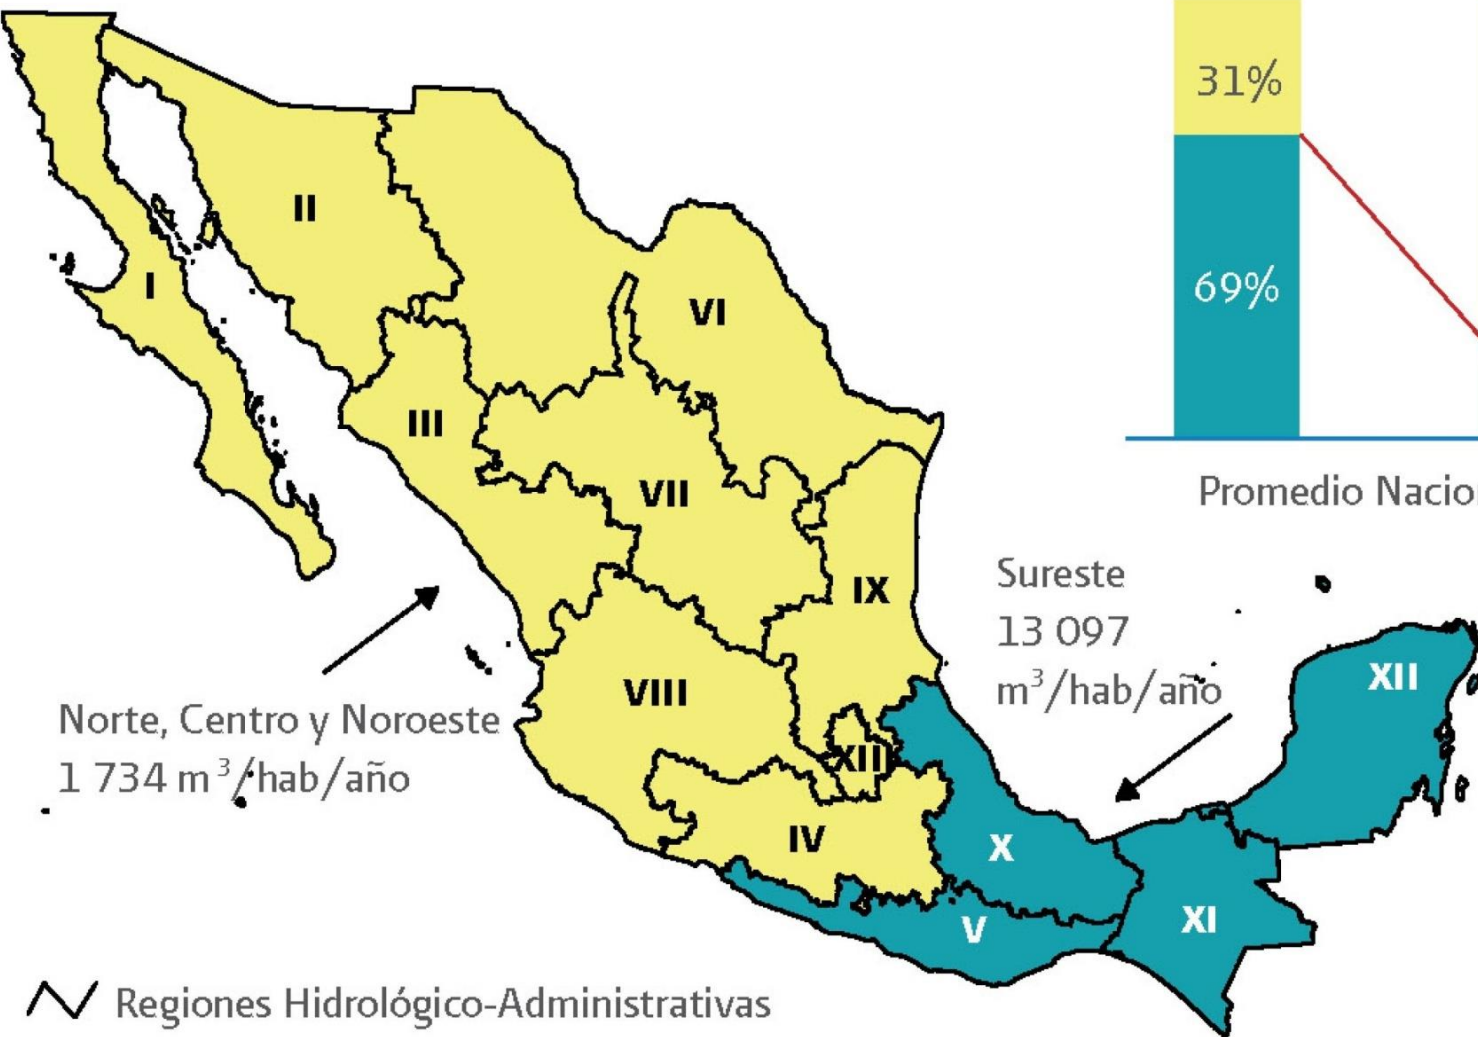 31%
69%
Promedio Nacio
II
I
VI
III
VII
IX
Sureste
13 097
m³/hab/año
XII
Norte, Centro y Noroeste
1 734 m³/hab/año
VIII
XIII
IV
X
V
XI
Regiones Hidrológico-Administrativas